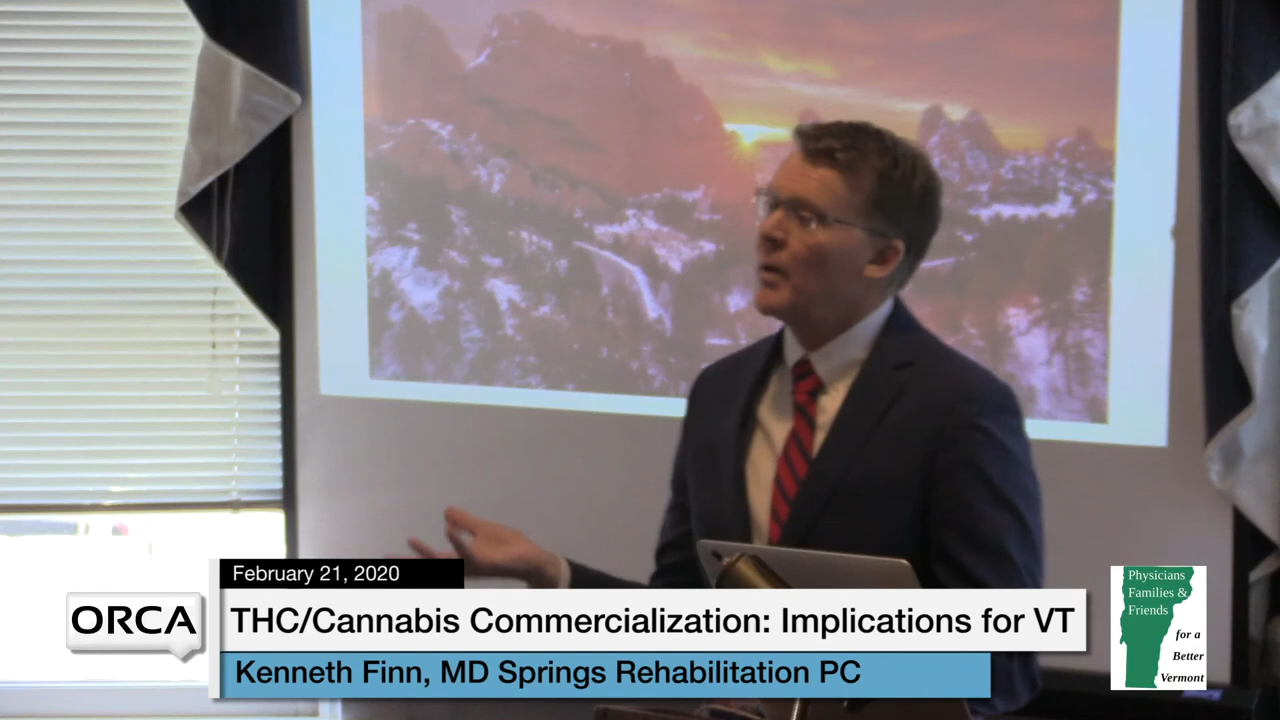 February 21, 2020
ORCA
THC/Cannabis Commercialization: Implications for VT
Kenneth Finn, MD Springs Rehabilitation PC
Physicians
Families &
Friends
for a
Better
Vermont